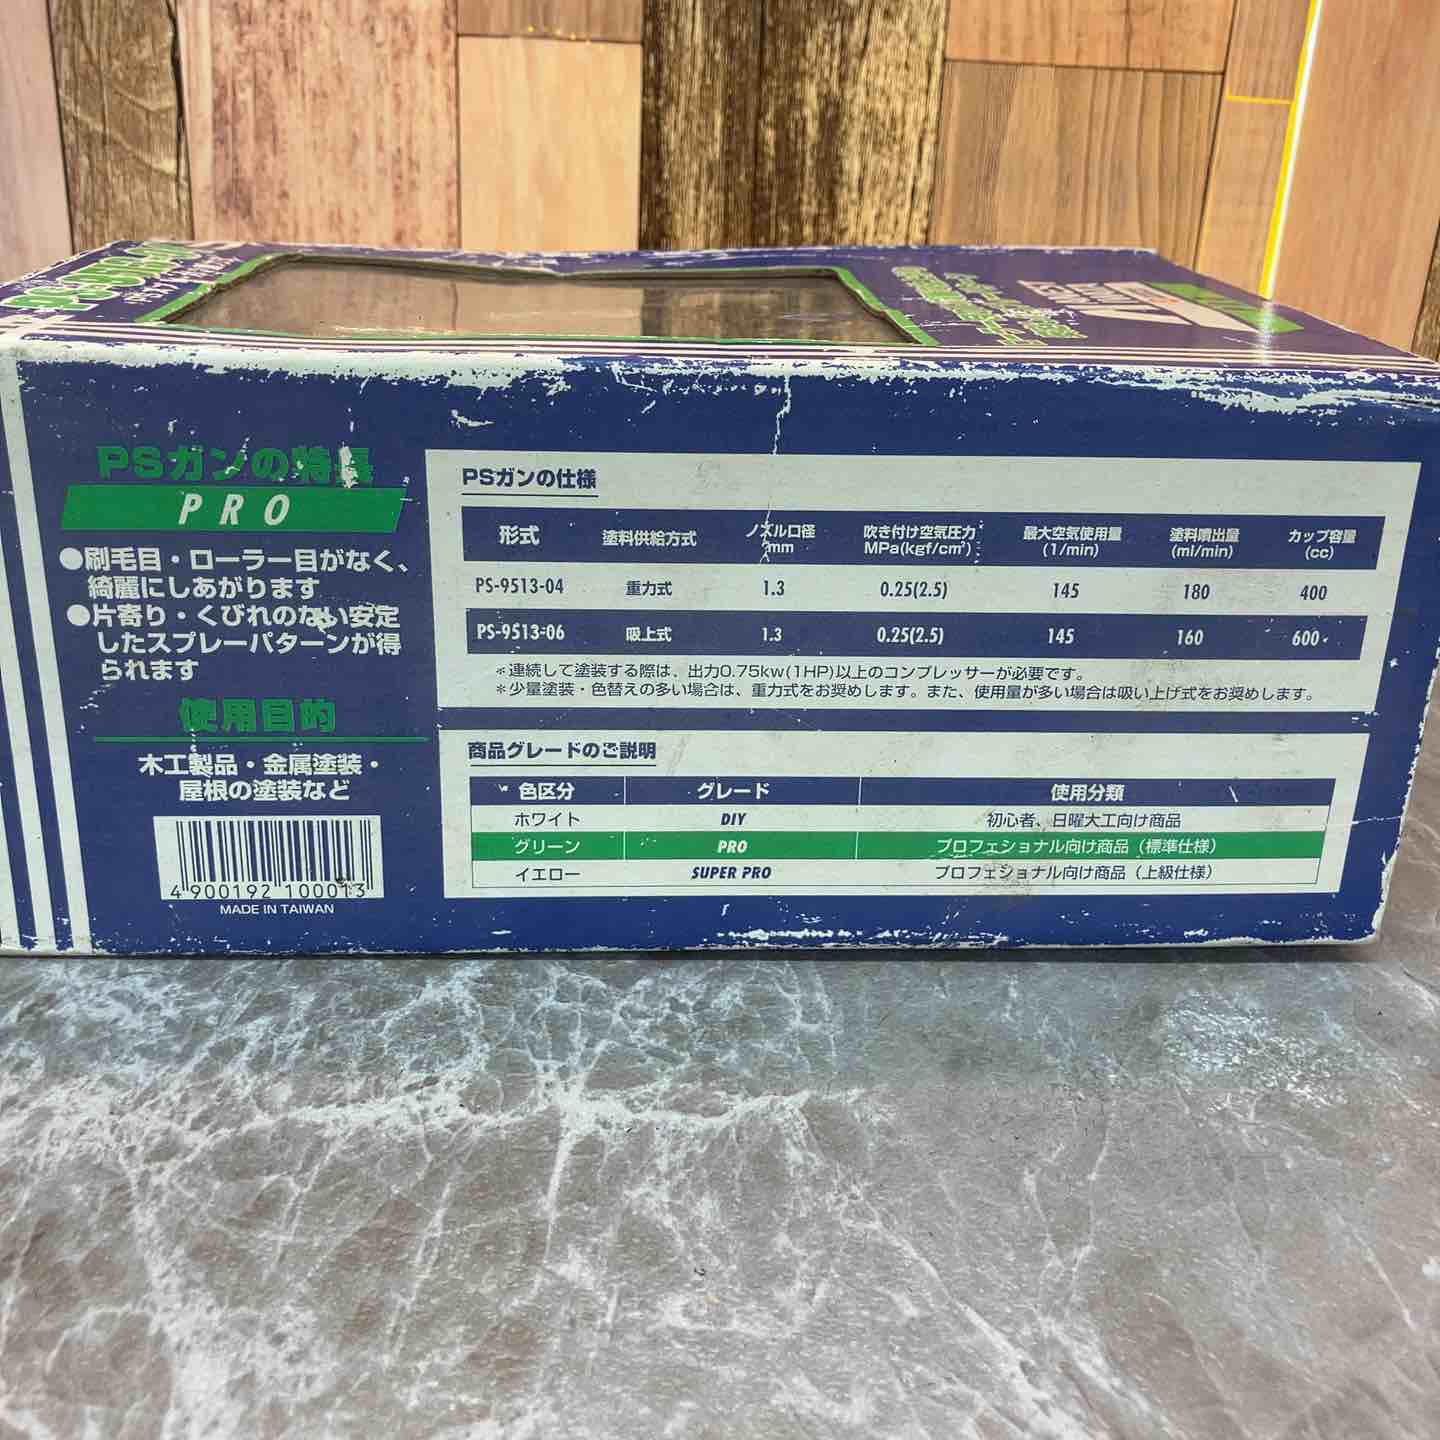 PSガンの特長
PRO
●刷毛目・ローラー目がなく、
綺麗にしあがります
●片寄り・くびれのない安定
したスプレーパターンが得
られます
使用目的
木工製品・金属塗装・
屋根の塗装など
4 900192 100013
MADE IN TAIWAN
PSガンの仕様
形式 塗料供給方式 ノズル口径 mm 吹き付け空気圧力 MPa(kgf/cm²) 最大空気使用量 (1/min) 塗料噴出量 (ml/min) カップ容量 (cc)
PS-9513-04 重力式 1.3 0.25(2.5) 145 180 400
PS-9513-06 吸上式 1.3 0.25(2.5) 145 160 600
*連続して塗装する際は、出力0.75kw(1HP)以上のコンプレッサーが必要です。
*少量塗装・色替えの多い場合は、重力式をお奨めします。また、使用量が多い場合は吸い上げ式をお奨めします。
商品グレードのご説明
色区分 グレード 使用分類
ホワイト DIY 初心者、日曜大工向け商品
グリーン PRO プロフェショナル向け商品(標準仕様)
イエロー SUPER PRO プロフェショナル向け商品(上級仕様)